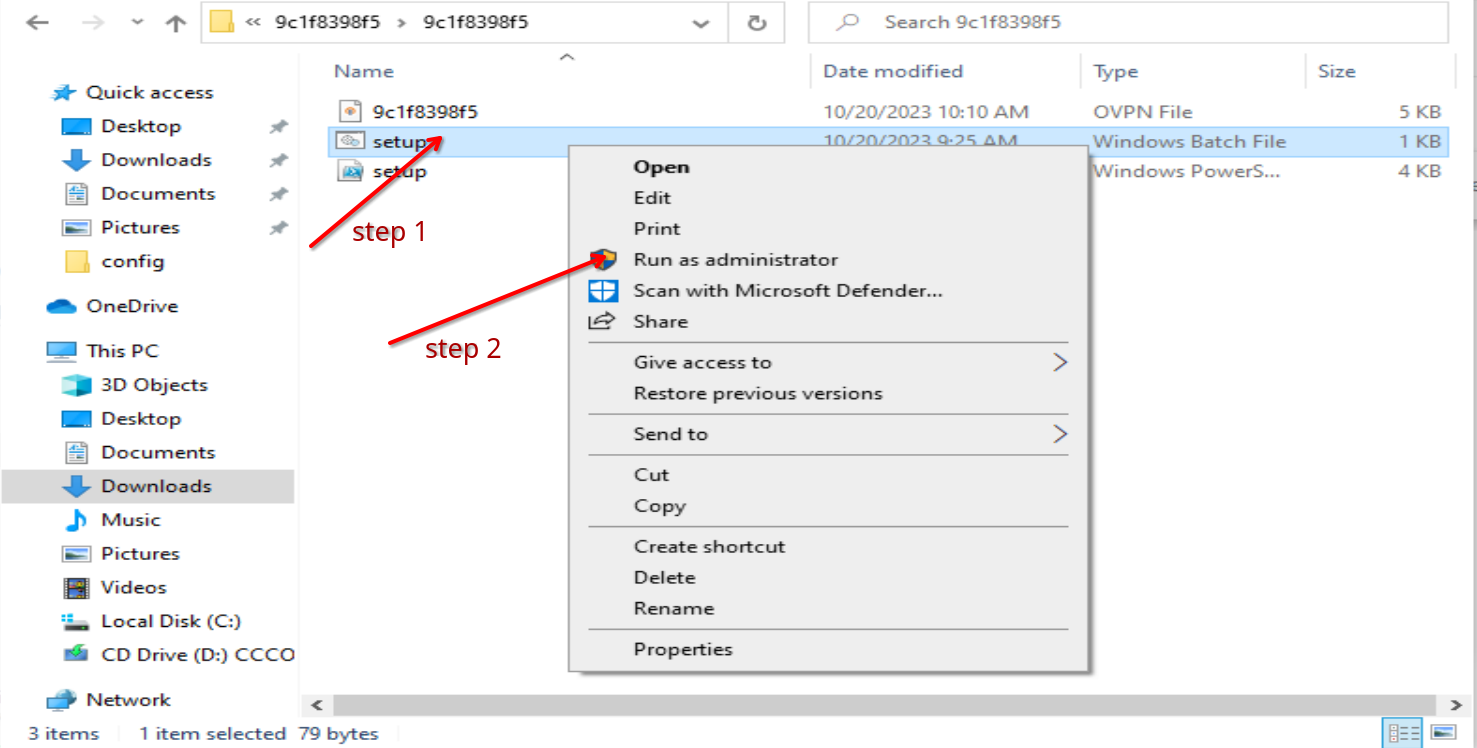 « 9c1f8398f5 › 9c1f8398f5
Search 9c1f8398f5
Name Date modified Type Size
9c1f8398f5 10/20/2023 10:10 AM OVPN File 5 KB
setup 10/20/2023 9:25 AM Windows Batch File 1 KB
setup Windows PowerS... 4 KB
Quick access
Desktop
Downloads
Documents
Pictures
config
OneDrive
This PC
3D Objects
Desktop
Documents
Downloads
Music
Pictures
Videos
Local Disk (C:)
CD Drive (D:) CCCO
Network
step 1
step 2
Open
Edit
Print
Run as administrator
Scan with Microsoft Defender...
Share
Give access to
Restore previous versions
Send to
Cut
Copy
Create shortcut
Delete
Rename
Properties
3 items 1 item selected 79 bytes